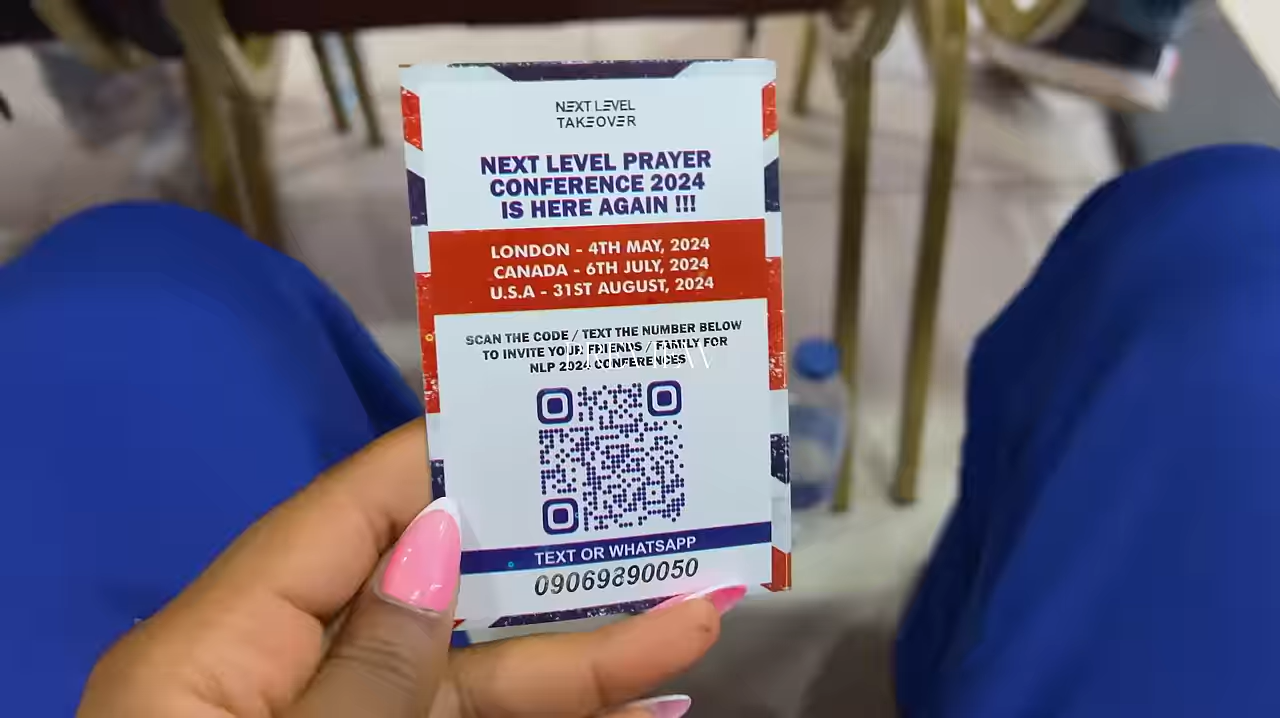 NEXT LEVEL
TAKEOVER
NEXT LEVEL PRAYER
CONFERENCE 2024
IS HERE AGAIN !!!
LONDON - 4TH MAY, 2024
CANADA - 6TH JULY, 2024
U.S.A - 31ST AUGUST, 2024
SCAN THE CODE / TEXT THE NUMBER BELOW
TO INVITE YOUR FRIENDS / FAMILY FOR
NLP 2024 CONFERENCES
TEXT OR WHATSAPP
09069890050